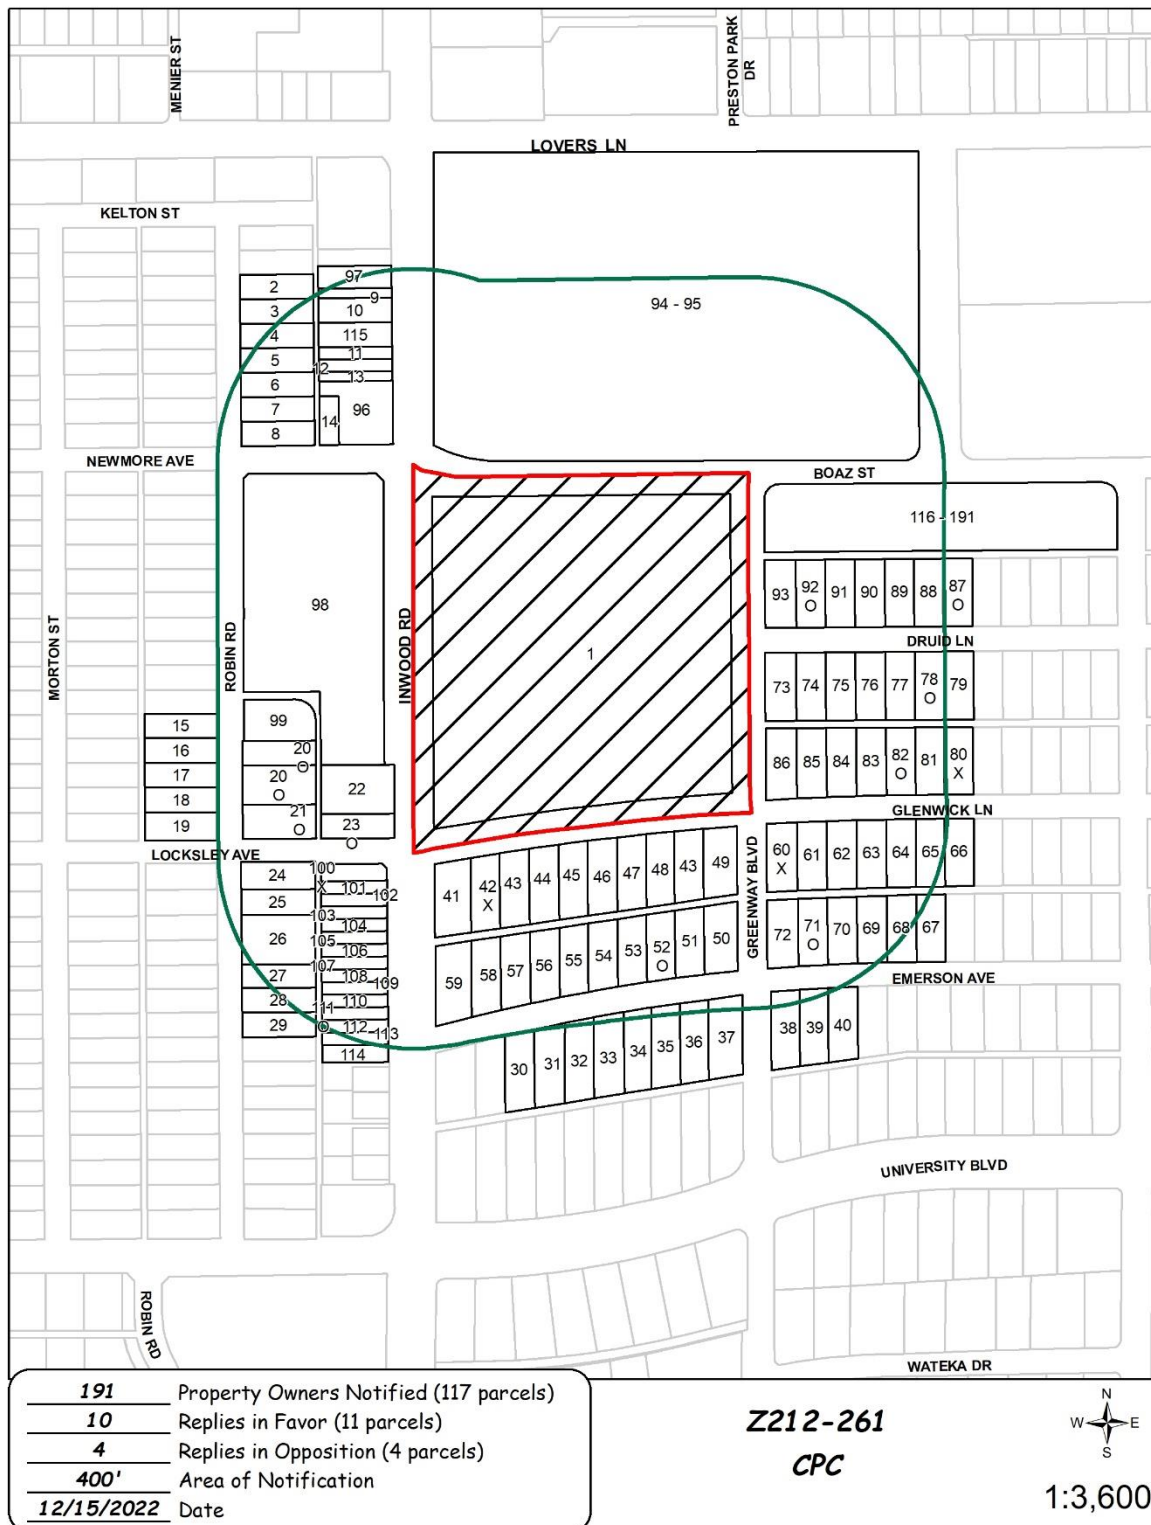 MENIER ST
PRESTON PARK
DR
LOVERS LN
KELTON ST
2
97
3
9
10
94 - 95
4
115
5
11
12
6
13
7
14
96
8
NEWMORE AVE
BOAZ ST
116 - 191
98
INWOOD RD
ROBIN RD
MORTON ST
1
93
92
O
91
90
89
88
87
O
DRUID LN
73
74
75
76
77
78
O
79
15
99
16
20
O
17
20
O
22
86
85
84
83
82
O
81
80
X
18
21
O
23
O
19
GLENWICK LN
LOCKSLEY AVE
24
100
X
101
102
25
103
104
26
105
106
27
107
108
109
28
110
111
O
29
112
113
114
41
42
X
43
44
45
46
47
48
43
49
GREENWAY BLVD
60
X
61
62
63
64
65
66
59
58
57
56
55
54
53
52
O
51
50
72
71
O
70
69
68
67
EMERSON AVE
30
31
32
33
34
35
36
37
38
39
40
UNIVERSITY BLVD
ROBIN RD
WATEKA DR
191 Property Owners Notified (117 parcels)
10 Replies in Favor (11 parcels)
4 Replies in Opposition (4 parcels)
400' Area of Notification
12/15/2022 Date
Z212-261
CPC
N
W E
S
1:3,600